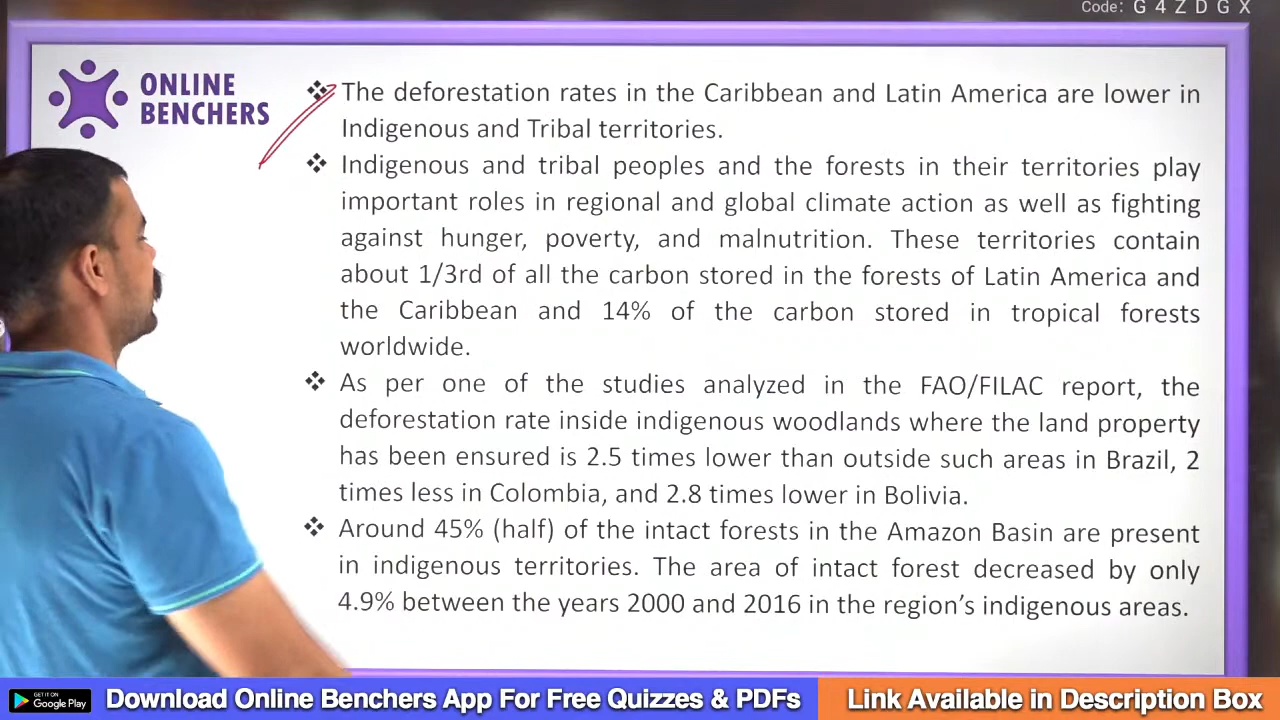 Code: G 4 Z D G X
ONLINE
BENCHERS
❖ The deforestation rates in the Caribbean and Latin America are lower in
Indigenous and Tribal territories.
❖ Indigenous and tribal peoples and the forests in their territories play
important roles in regional and global climate action as well as fighting
against hunger, poverty, and malnutrition. These territories contain
about 1/3rd of all the carbon stored in the forests of Latin America and
the Caribbean and 14% of the carbon stored in tropical forests
worldwide.
❖ As per one of the studies analyzed in the FAO/FILAC report, the
deforestation rate inside indigenous woodlands where the land property
has been ensured is 2.5 times lower than outside such areas in Brazil, 2
times less in Colombia, and 2.8 times lower in Bolivia.
❖ Around 45% (half) of the intact forests in the Amazon Basin are present
in indigenous territories. The area of intact forest decreased by only
4.9% between the years 2000 and 2016 in the region's indigenous areas.
GET IT ON
Google Play
Download Online Benchers App For Free Quizzes & PDFs
Link Available in Description Box